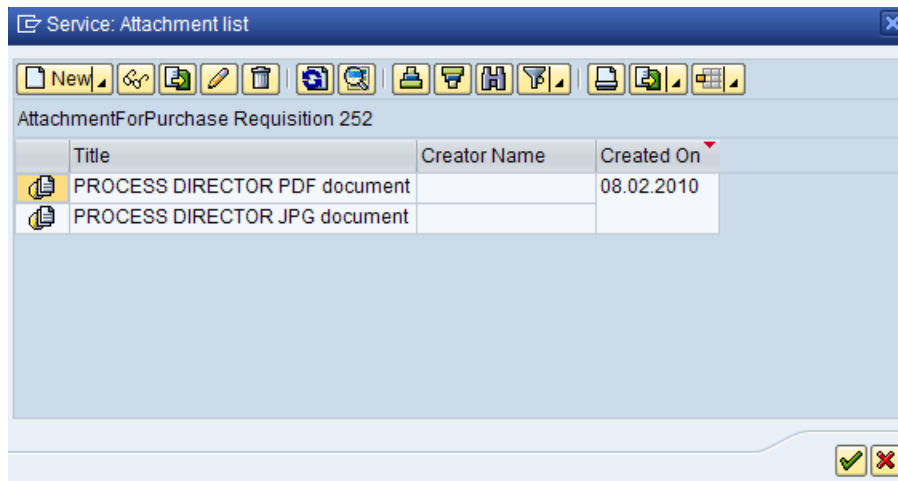 Service: Attachment list
New
AttachmentForPurchase Requisition 252
Title Creator Name Created On
PROCESS DIRECTOR PDF document 08.02.2010
PROCESS DIRECTOR JPG document